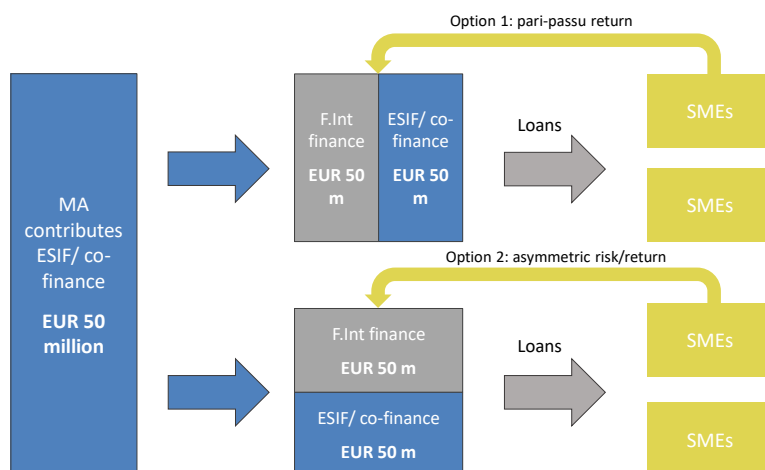 Option 1: pari-passu return
MA
contributes
ESIF/ co-
finance
EUR 50
million
F.Int
finance
EUR 50
m
ESIF/ co-
finance
EUR 50
m
Loans
SMEs
SMEs
Option 2: asymmetric risk/return
F.Int finance
EUR 50 m
ESIF/ co-finance
EUR 50 m
Loans
SMEs
SMEs